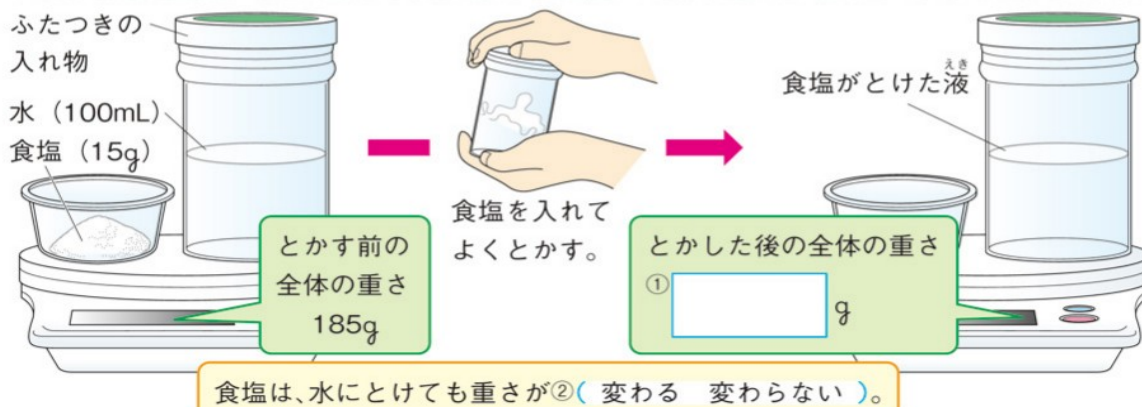 ふたつきの
入れ物
水（100mL）
食塩（15g）
とかす前の
全体の重さ
185g
食塩を入れて
よくとかす。
えき
食塩がとけた液
とかした後の全体の重さ
① g
食塩は、水にとけても重さが②( 変わる 変わらない )。